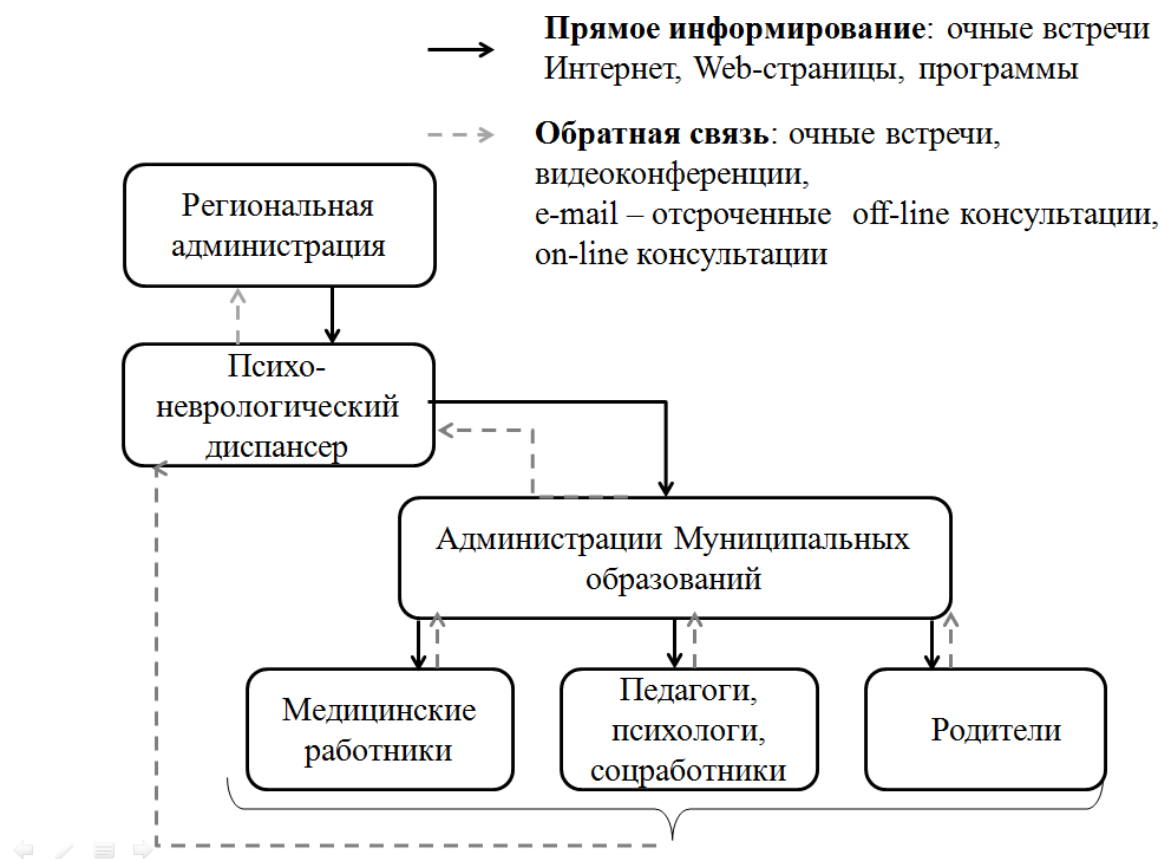 Прямое информирование: очные встречи
Интернет, Web-страницы, программы
Обратная связь: очные встречи,
видеоконференции,
e-mail – отсроченные off-line консультации,
on-line консультации
Региональная
администрация
Психо-
неврологический
диспансер
Администрации Муниципальных
образований
Медицинские
работники
Педагоги,
психологи,
соцработники
Родители